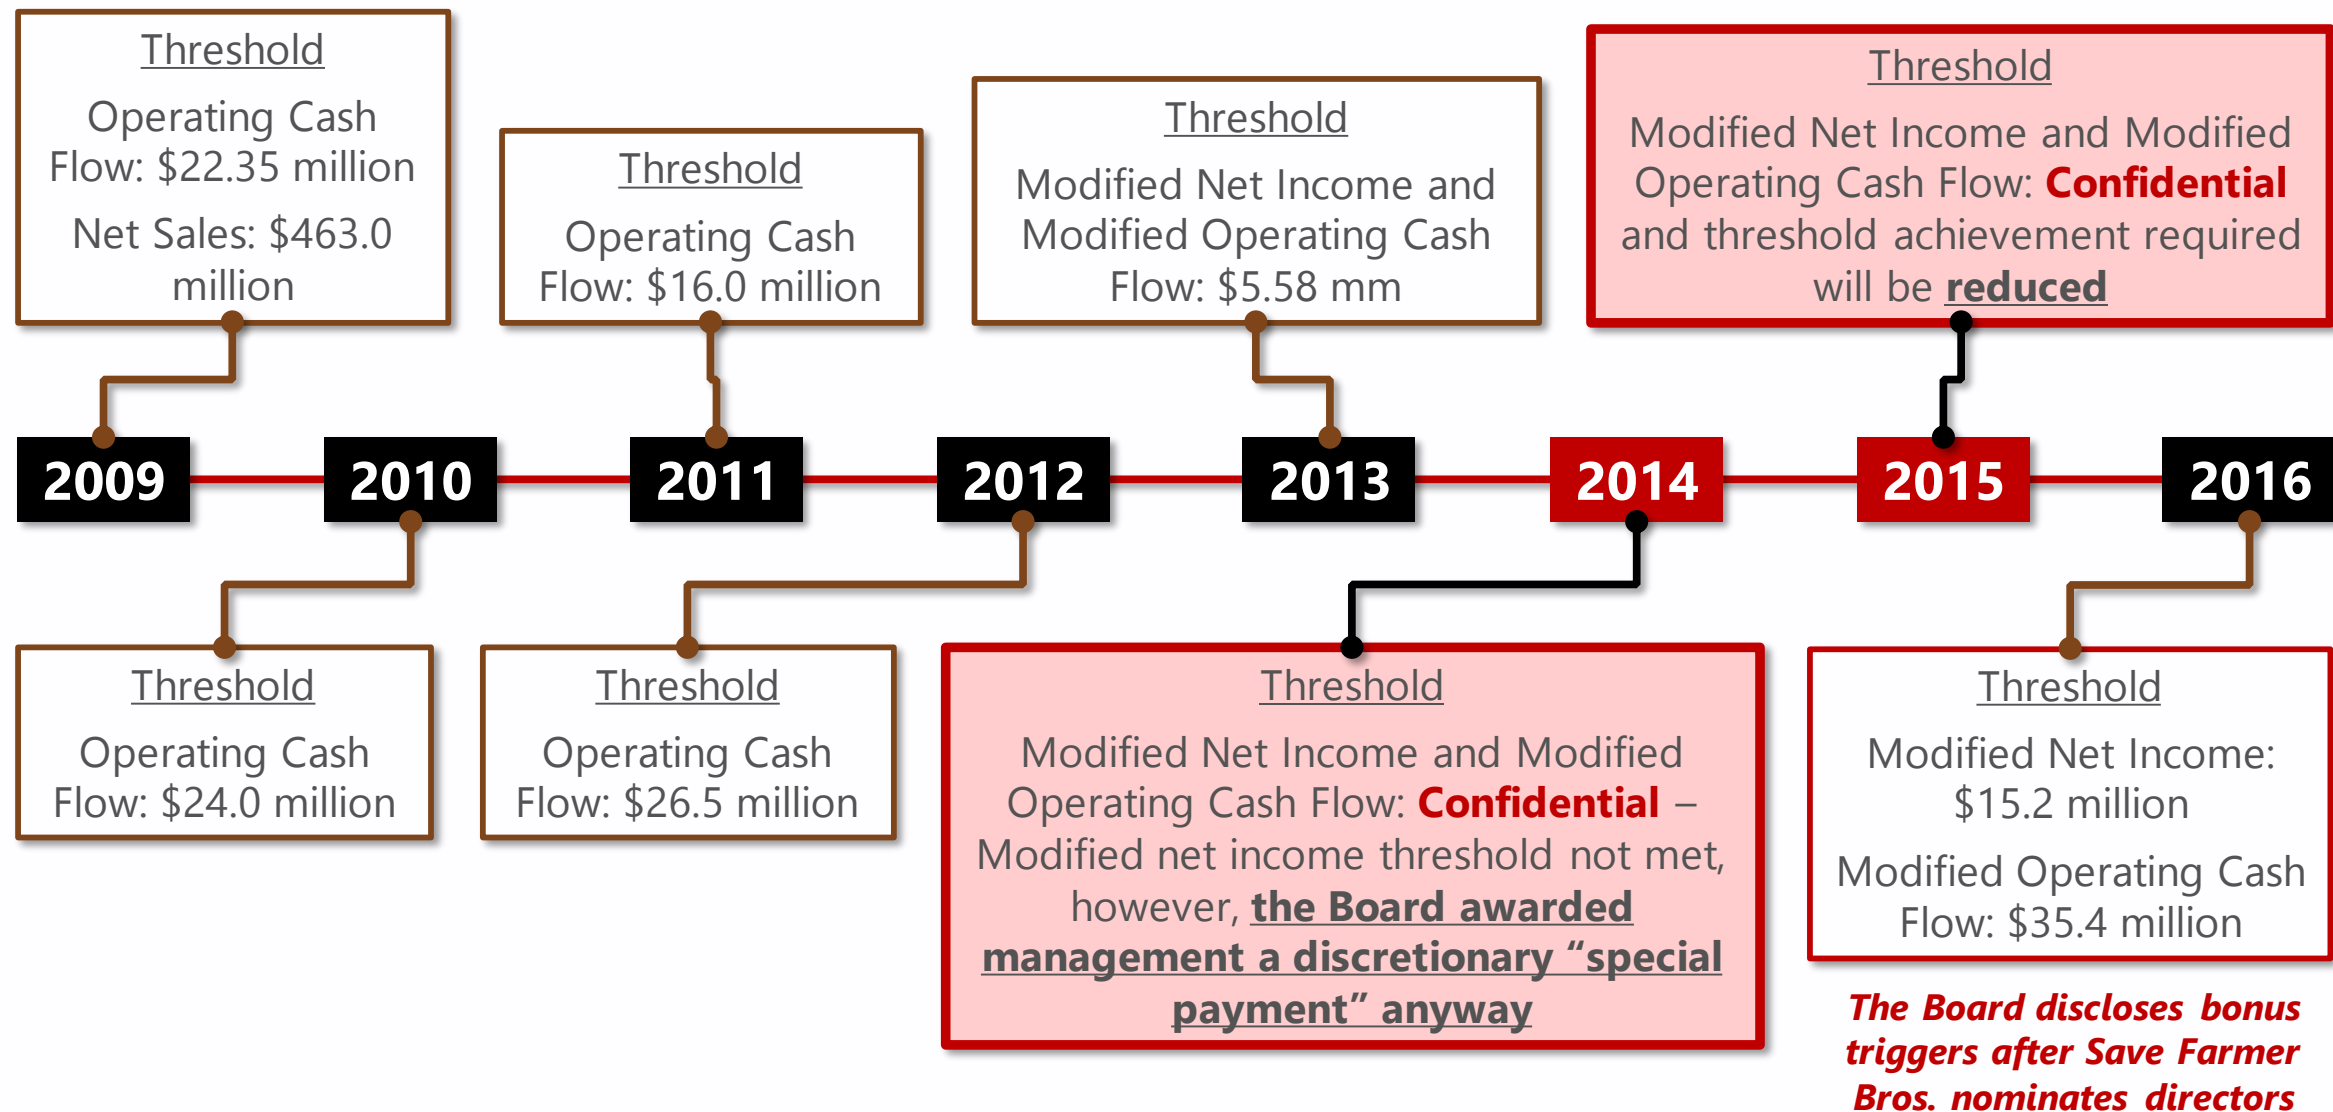 Threshold
Operating Cash
Flow: $22.35 million
Net Sales: $463.0
million
Threshold
Operating Cash
Flow: $16.0 million
Threshold
Modified Net Income and
Modified Operating Cash
Flow: $5.58 mm
Threshold
Modified Net Income and Modified
Operating Cash Flow: Confidential
and threshold achievement required
will be reduced
2009
2010
2011
2012
2013
2014
2015
2016
Threshold
Operating Cash
Flow: $24.0 million
Threshold
Operating Cash
Flow: $26.5 million
Threshold
Modified Net Income and Modified
Operating Cash Flow: Confidential –
Modified net income threshold not met,
however, the Board awarded
management a discretionary “special
payment” anyway
Threshold
Modified Net Income:
$15.2 million
Modified Operating Cash
Flow: $35.4 million
The Board discloses bonus
triggers after Save Farmer
Bros. nominates directors